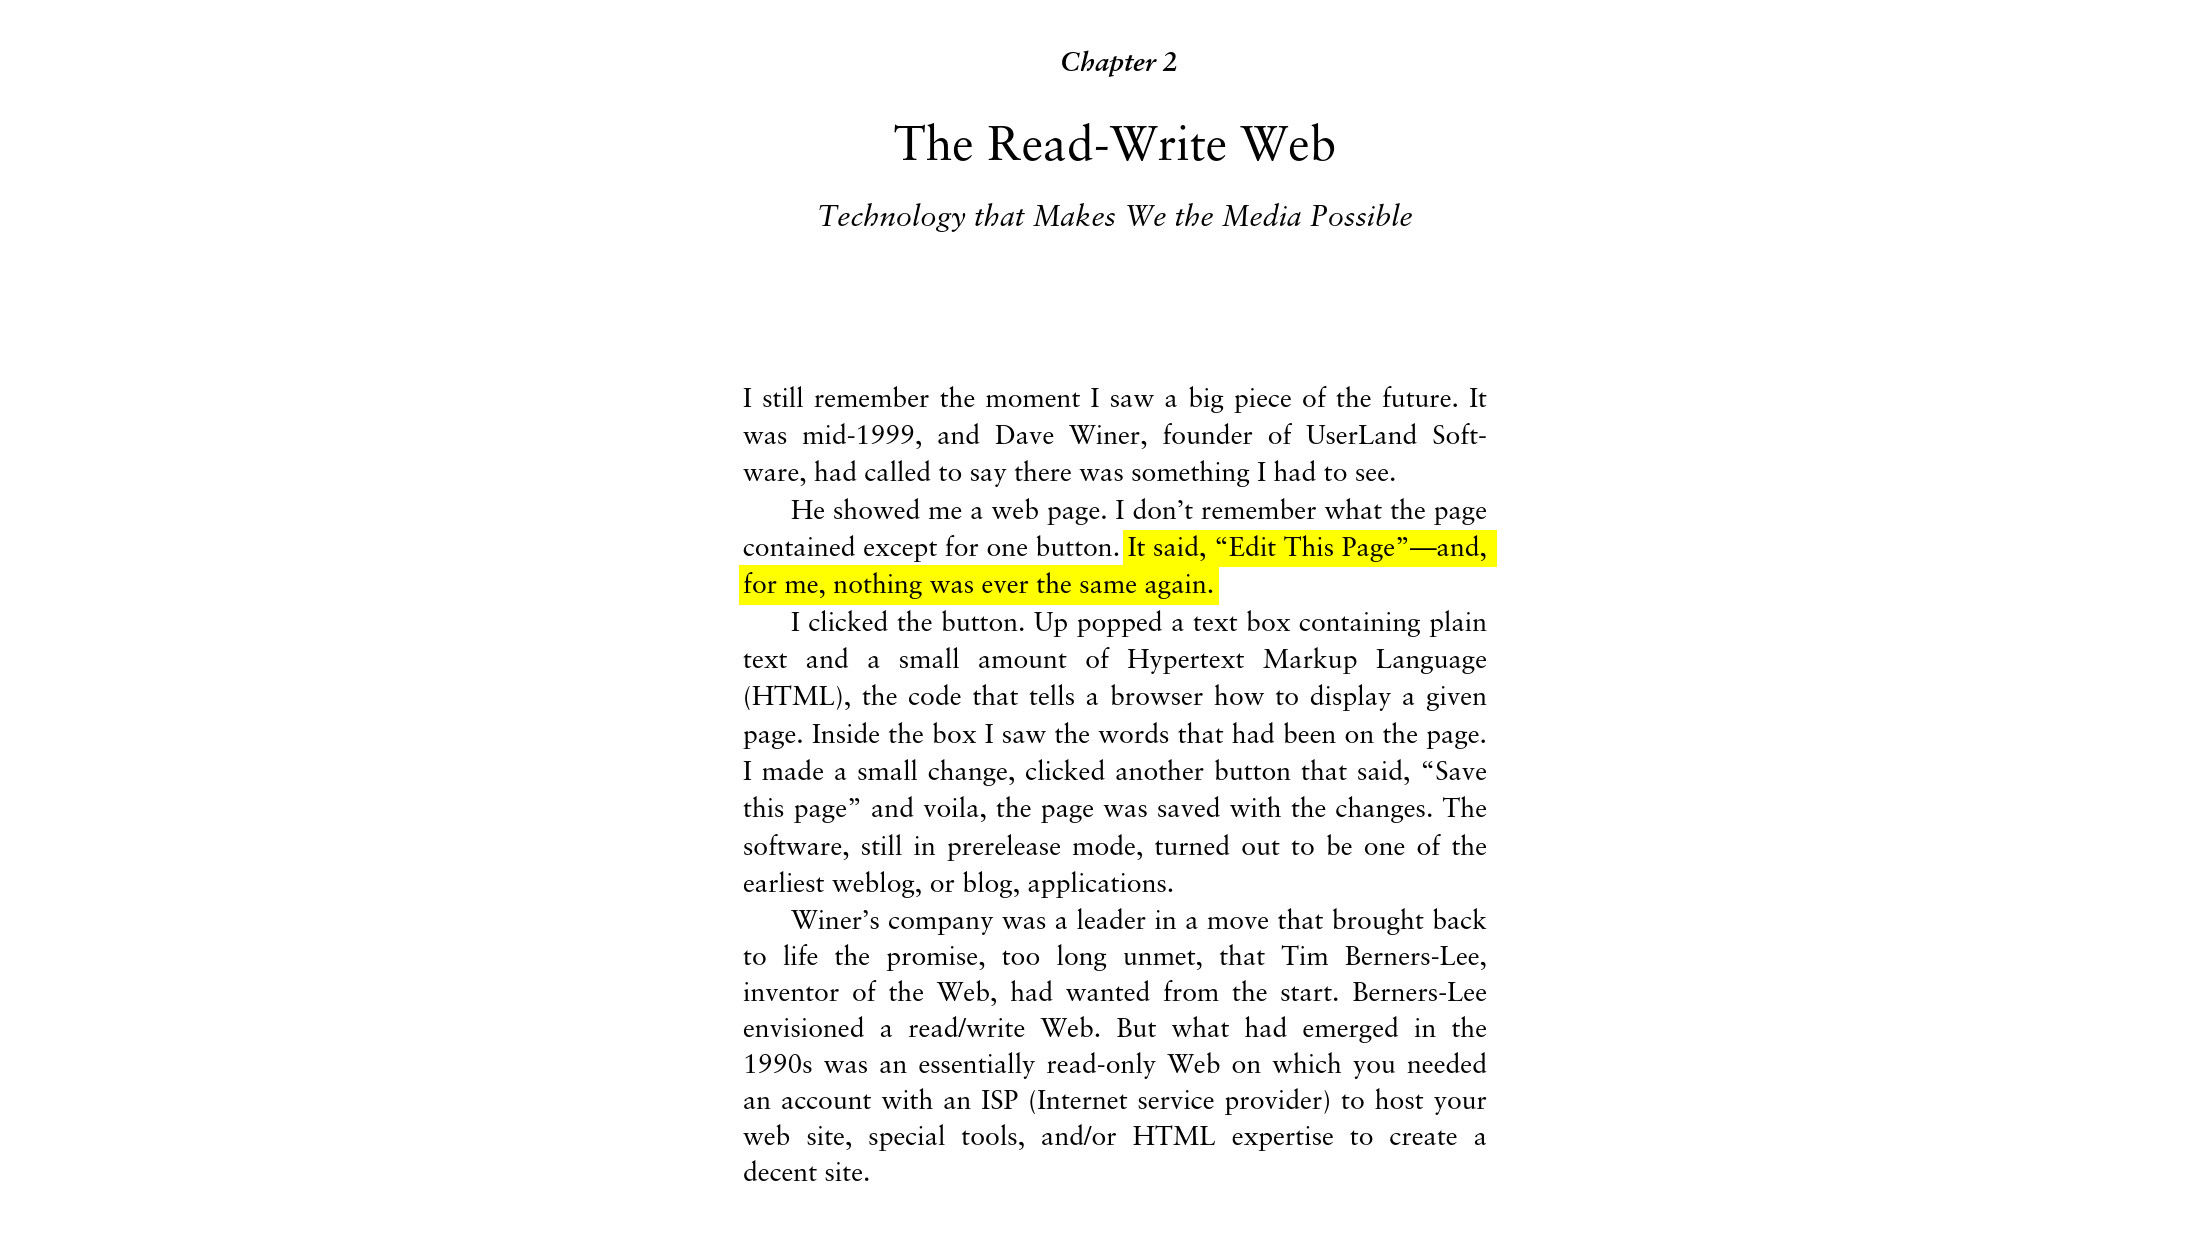 Chapter 2
The Read-Write Web
Technology that Makes We the Media Possible
I still remember the moment I saw a big piece of the future. It
was mid-1999, and Dave Winer, founder of UserLand Soft-
ware, had called to say there was something I had to see.
He showed me a web page. I don’t remember what the page
contained except for one button. It said, “Edit This Page”—and,
for me, nothing was ever the same again.
I clicked the button. Up popped a text box containing plain
text and a small amount of Hypertext Markup Language
(HTML), the code that tells a browser how to display a given
page. Inside the box I saw the words that had been on the page.
I made a small change, clicked another button that said, “Save
this page” and voila, the page was saved with the changes. The
software, still in prerelease mode, turned out to be one of the
earliest weblog, or blog, applications.
Winer’s company was a leader in a move that brought back
to life the promise, too long unmet, that Tim Berners-Lee,
inventor of the Web, had wanted from the start. Berners-Lee
envisioned a read/write Web. But what had emerged in the
1990s was an essentially read-only Web on which you needed
an account with an ISP (Internet service provider) to host your
web site, special tools, and/or HTML expertise to create a
decent site.